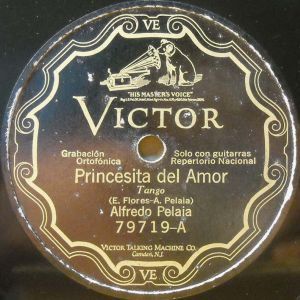 VE
"HIS MASTER'S VOICE"
VICTOR
Grabación
Ortofónica
Solo con guitarras
Repertorio Nacional
Princesita del Amor
Tango
(E. Flores-A. Pelaia)
Alfredo Pelaia
79719-A
VICTOR TALKING MACHINE CO.
Camden, N.J.
VE